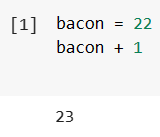 [1] bacon = 22
bacon + 1
23